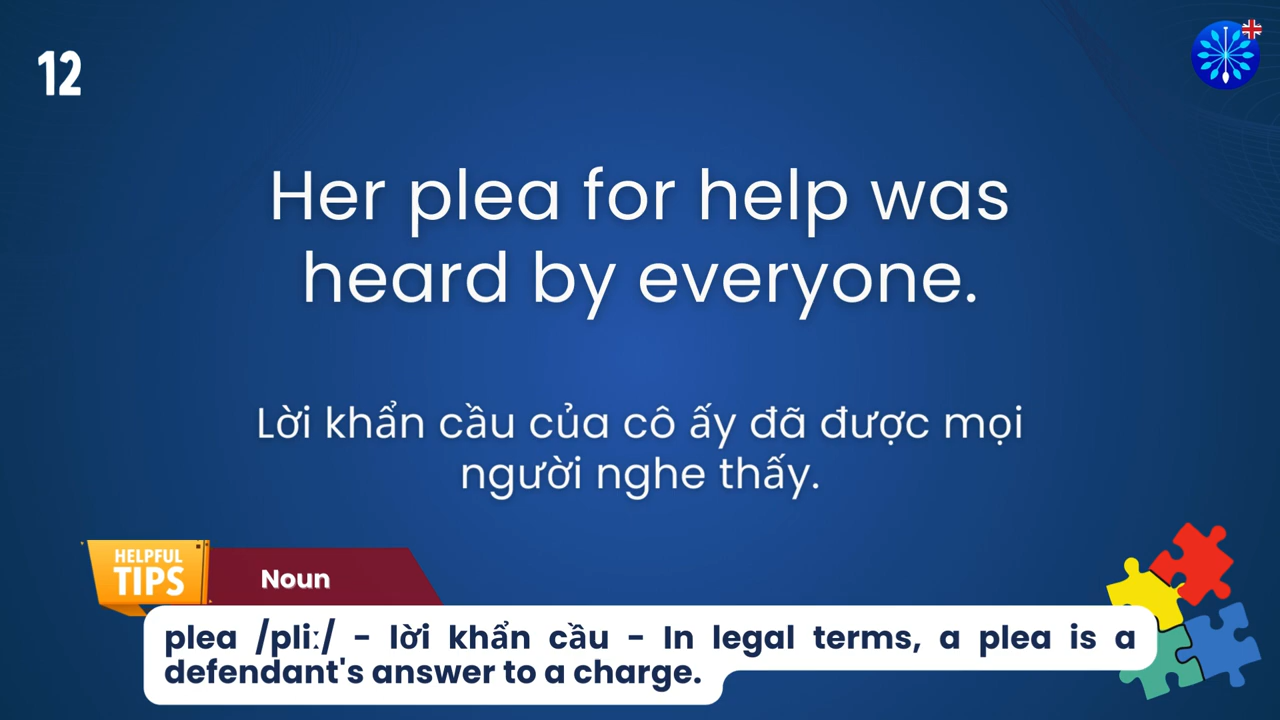 12
Her plea for help was
heard by everyone.
Lời khẩn cầu của cô ấy đã được mọi
người nghe thấy.
HELPFUL
TIPS
Noun
plea /pliː/ - lời khẩn cầu - In legal terms, a plea is a
defendant's answer to a charge.